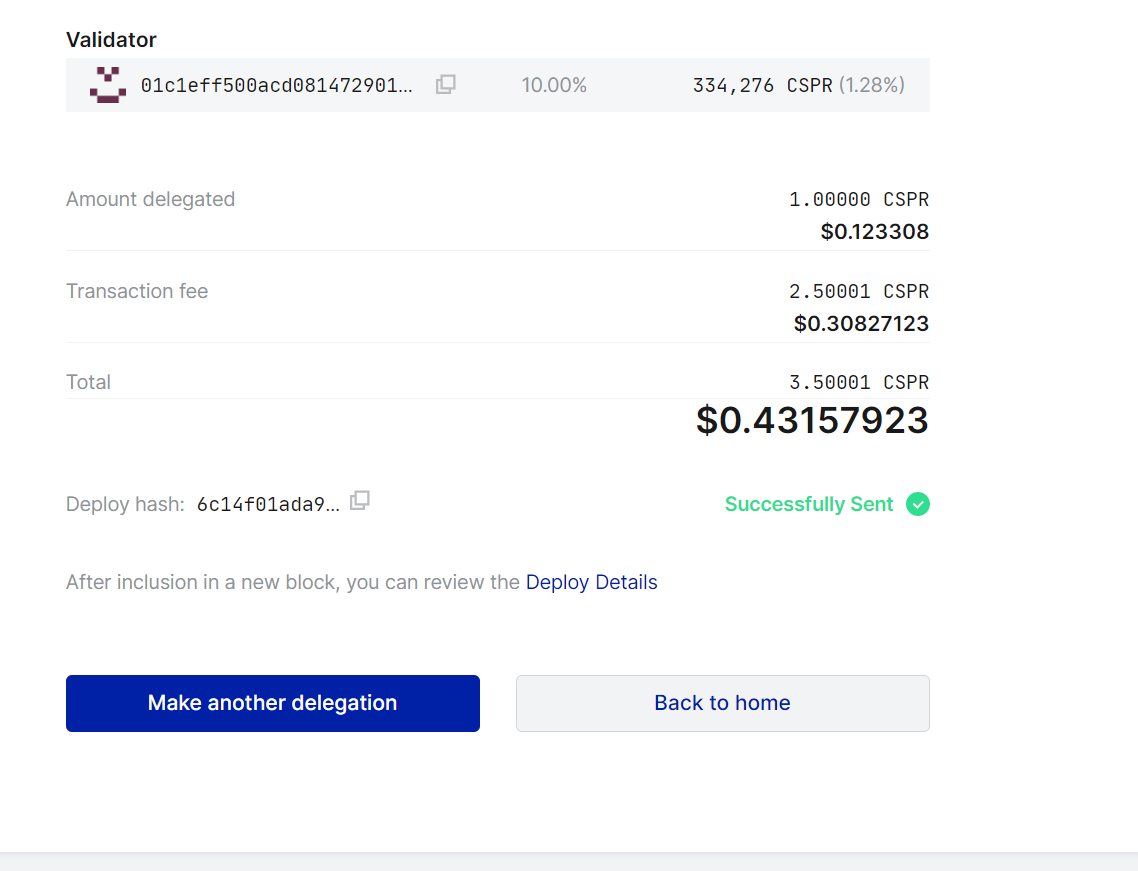 Validator
01c1eff500acd081472901... 10.00% 334,276 CSPR (1.28%)
Amount delegated 1.00000 CSPR
$0.123308
Transaction fee 2.50001 CSPR
$0.30827123
Total 3.50001 CSPR
$0.43157923
Deploy hash: 6c14f01ada9... Successfully Sent
After inclusion in a new block, you can review the Deploy Details
Make another delegation Back to home